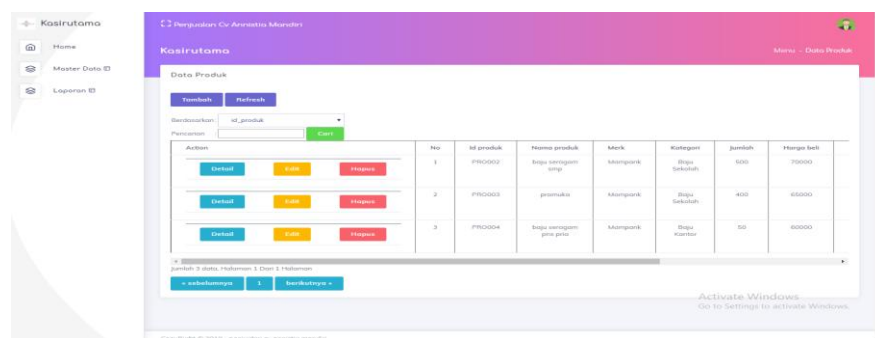 Kasirutama
Penjualan Cv Annastia Mandiri
Home
Kasirutama
Menu - Data Produk
Master Data
Data Produk
Laporan
Tambah Refresh
Berdasarkan id_produk
Pencarian Cari
Action No Id produk Nama produk Merk Kategori Jumlah Harga beli
Detail Edit Hapus 1 PRO002 baju seragam smp Mampank Baju Sekolah 500 70000
Detail Edit Hapus 2 PRO003 pramuka Mampank Baju Sekolah 400 65000
Detail Edit Hapus 3 PRO004 baju seragam pns pria Mampank Baju Kantor 50 60000
Jumlah 3 data, Halaman 1 Dari 1 Halaman
« sebelumnya 1 berikutnya »
Activate Windows
Go to Settings to activate Windows.